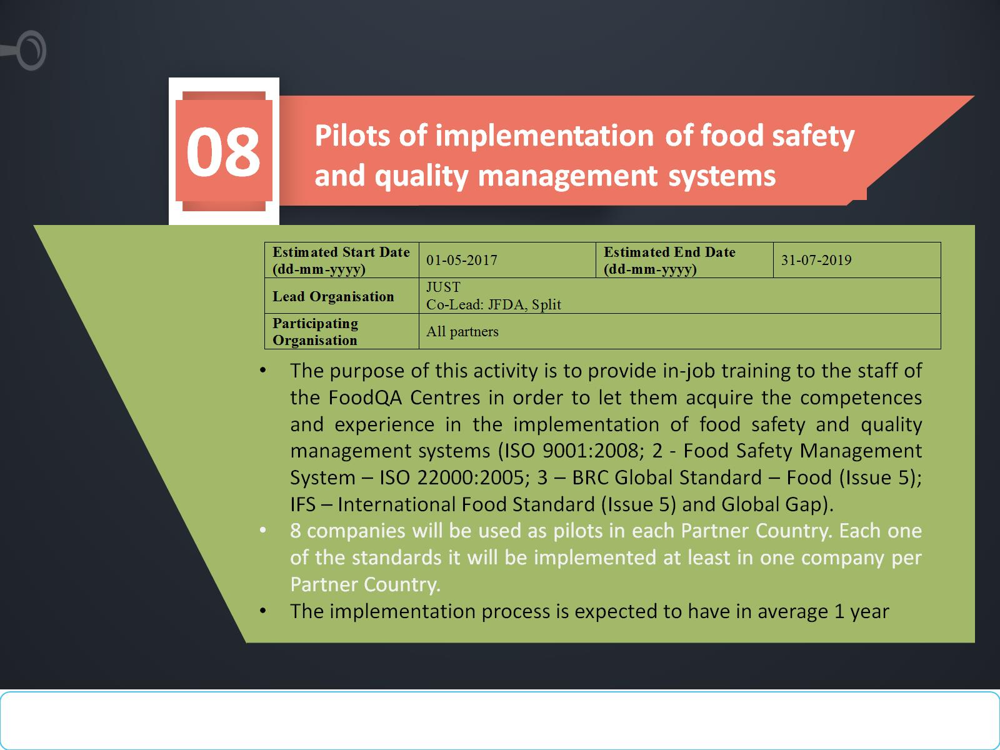 08
Pilots of implementation of food safety
and quality management systems
Estimated Start Date
(dd-mm-yyyy)
01-05-2017
Estimated End Date
(dd-mm-yyyy)
31-07-2019
Lead Organisation
JUST
Co-Lead: JFDA, Split
Participating
Organisation
All partners
• The purpose of this activity is to provide in-job training to the staff of
the FoodQA Centres in order to let them acquire the competences
and experience in the implementation of food safety and quality
management systems (ISO 9001:2008; 2 - Food Safety Management
System – ISO 22000:2005; 3 – BRC Global Standard – Food (Issue 5);
IFS – International Food Standard (Issue 5) and Global Gap).
• 8 companies will be used as pilots in each Partner Country. Each one
of the standards it will be implemented at least in one company per
Partner Country.
• The implementation process is expected to have in average 1 year